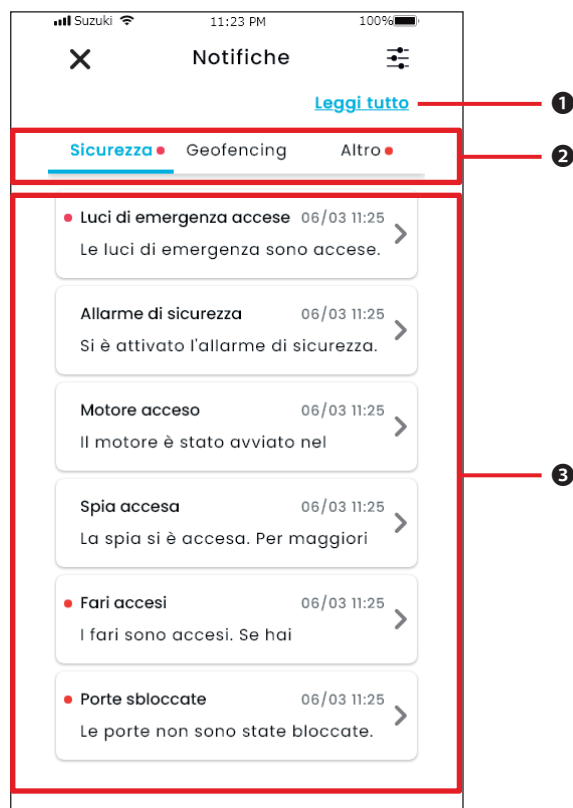 Suzuki 11:23 PM 100%
Notifiche
Leggi tutto ❶
Sicurezza Geofencing Altro ❷
Luci di emergenza accese 06/03 11:25
Le luci di emergenza sono accese.
Allarme di sicurezza 06/03 11:25
Si è attivato l'allarme di sicurezza.
Motore acceso 06/03 11:25
Il motore è stato avviato nel
❸
Spia accesa 06/03 11:25
La spia si è accesa. Per maggiori
Fari accesi 06/03 11:25
I fari sono accesi. Se hai
Porte sbloccate 06/03 11:25
Le porte non sono state bloccate.